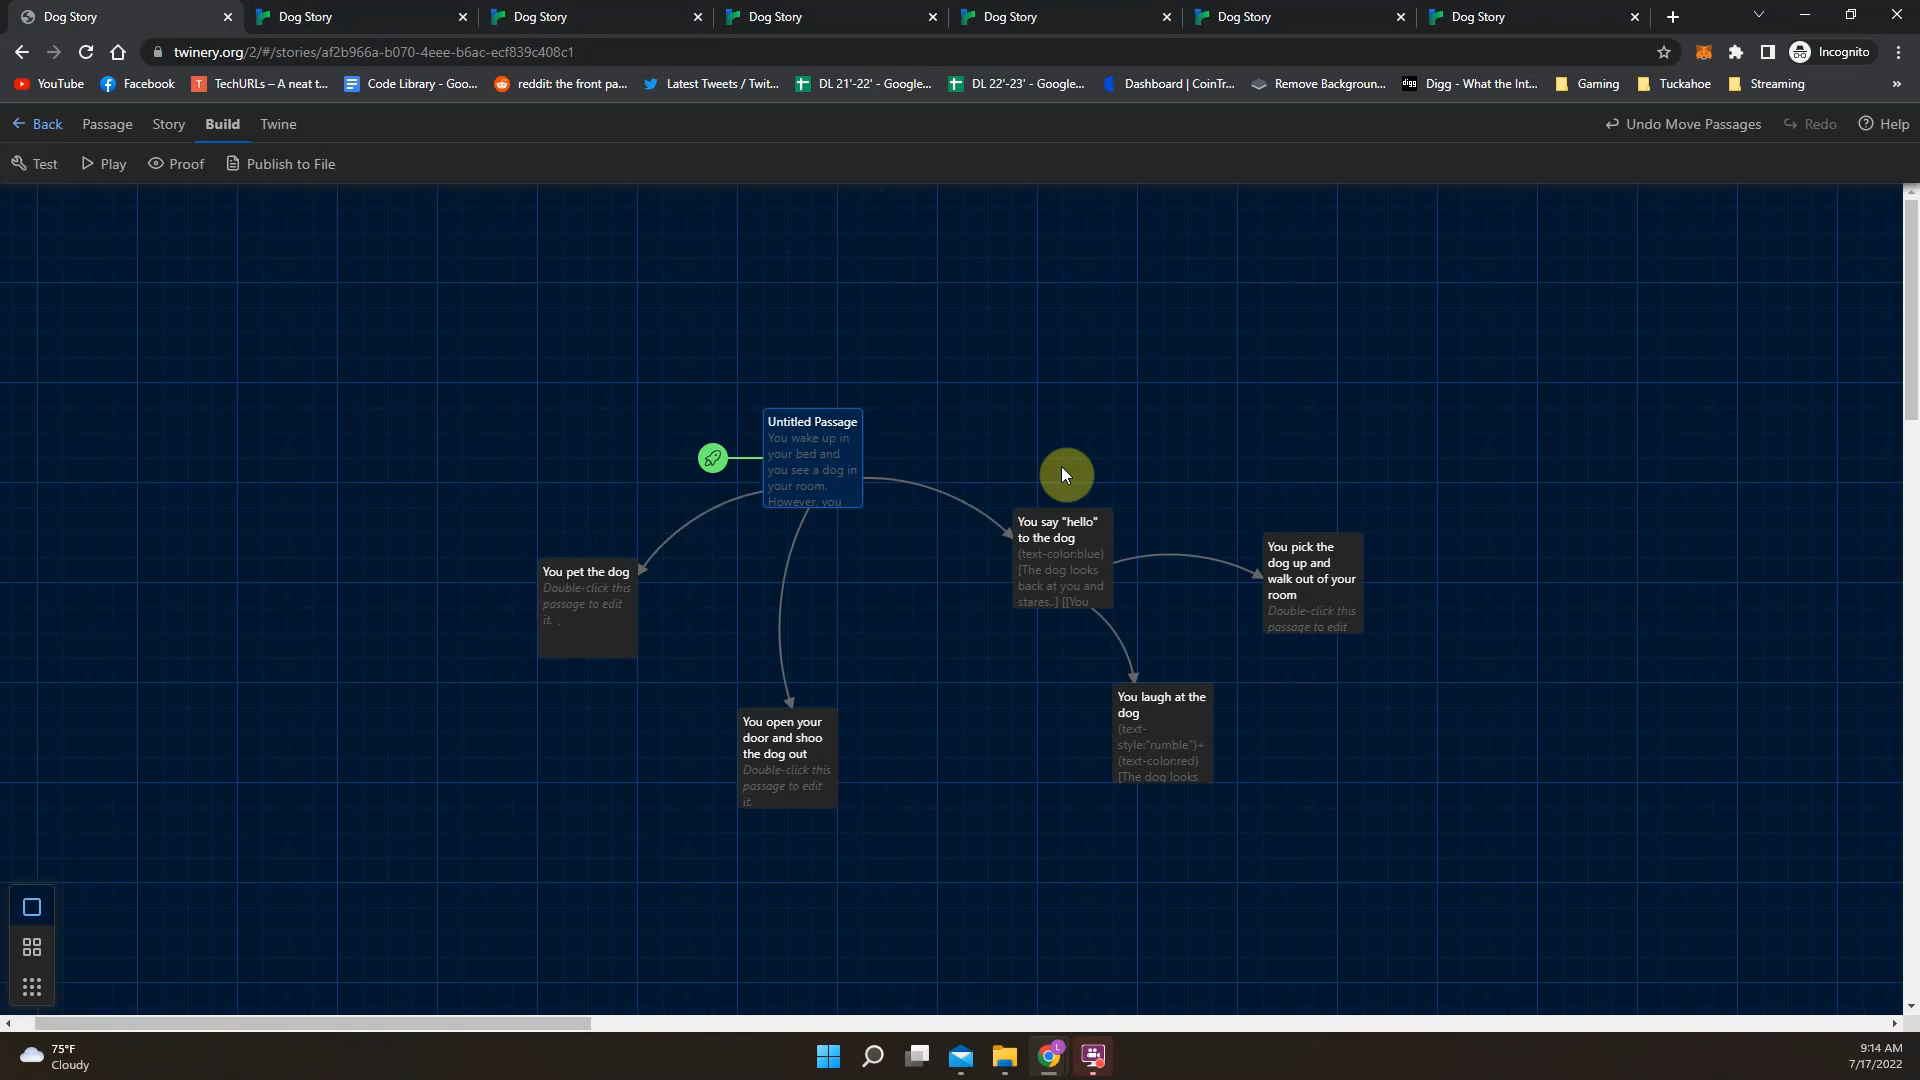 Dog Story
Dog Story
Dog Story
Dog Story
Dog Story
Dog Story
Dog Story
twinery.org/2/#/stories/af2b966a-b070-4eee-b6ac-ecf839c408c1
Incognito
YouTube
Facebook
TechURLs – A neat t...
Code Library - Goo...
reddit: the front pa...
Latest Tweets / Twit...
DL 21'-22' - Google...
DL 22'-23' - Google...
Dashboard | CoinTr...
Remove Backgroun...
Digg - What the Int...
Gaming
Tuckahoe
Streaming
»
Back
Passage
Story
Build
Twine
Undo Move Passages
Redo
Help
Test
Play
Proof
Publish to File
Untitled Passage
You wake up in
your bed and
you see a dog in
your room.
However, you
You say "hello"
to the dog
(text-color:blue)
[The dog looks
back at you and
stares..] [[You
You pick the
dog up and
walk out of your
room
Double-click this
passage to edit
You pet the dog
Double-click this
passage to edit
it.
You laugh at the
dog
(text-
style:"rumble")+
(text-color:red)
[The dog looks
You open your
door and shoo
the dog out
Double-click this
passage to edit
it.
75°F
Cloudy
L
9:14 AM
7/17/2022